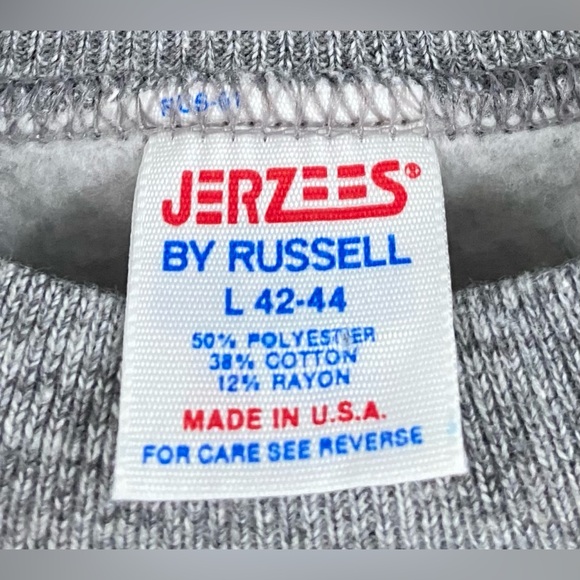 JERZEES®
BY RUSSELL
L 42-44
50% POLYESTER
38% COTTON
12% RAYON
MADE IN U.S.A.
FOR CARE SEE REVERSE